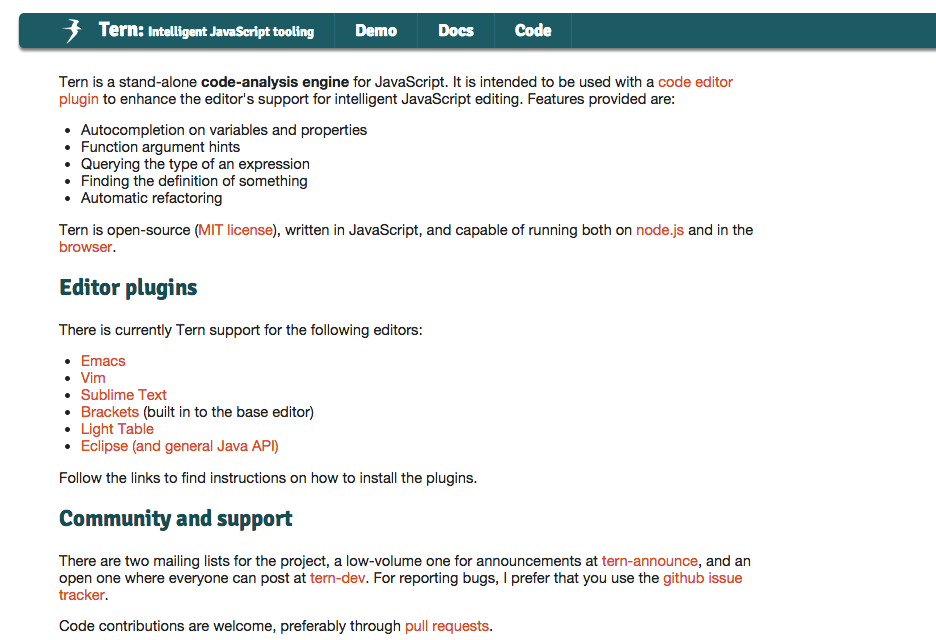 Tern: Intelligent JavaScript tooling Demo Docs Code
Tern is a stand-alone code-analysis engine for JavaScript. It is intended to be used with a code editor
plugin to enhance the editor's support for intelligent JavaScript editing. Features provided are:
• Autocompletion on variables and properties
• Function argument hints
• Querying the type of an expression
• Finding the definition of something
• Automatic refactoring
Tern is open-source (MIT license), written in JavaScript, and capable of running both on node.js and in the
browser.
Editor plugins
There is currently Tern support for the following editors:
• Emacs
• Vim
• Sublime Text
• Brackets (built in to the base editor)
• Light Table
• Eclipse (and general Java API)
Follow the links to find instructions on how to install the plugins.
Community and support
There are two mailing lists for the project, a low-volume one for announcements at tern-announce, and an
open one where everyone can post at tern-dev. For reporting bugs, I prefer that you use the github issue
tracker.
Code contributions are welcome, preferably through pull requests.